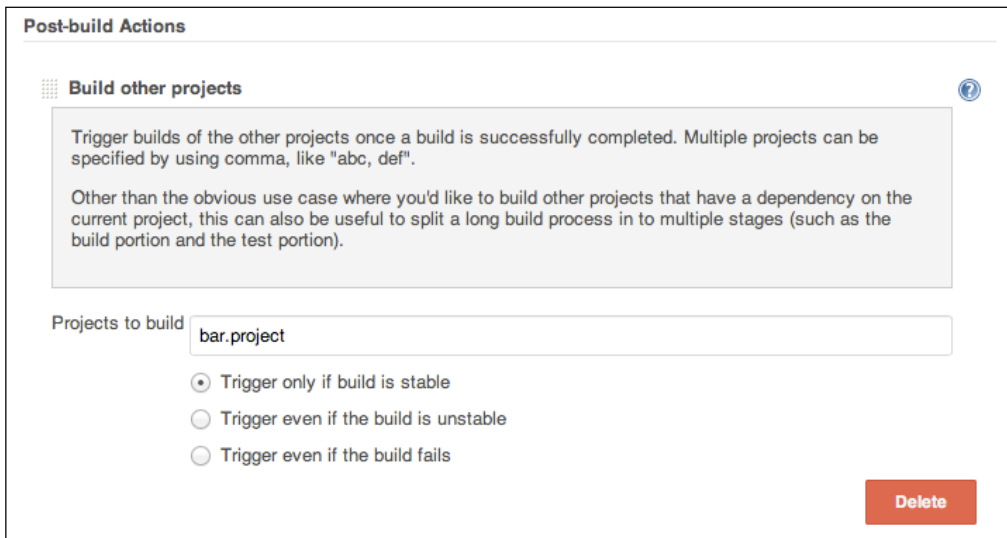 Post-build Actions
Build other projects
?
Trigger builds of the other projects once a build is successfully completed. Multiple projects can be
specified by using comma, like "abc, def".
Other than the obvious use case where you'd like to build other projects that have a dependency on the
current project, this can also be useful to split a long build process in to multiple stages (such as the
build portion and the test portion).
Projects to build bar.project
Trigger only if build is stable
Trigger even if the build is unstable
Trigger even if the build fails
Delete